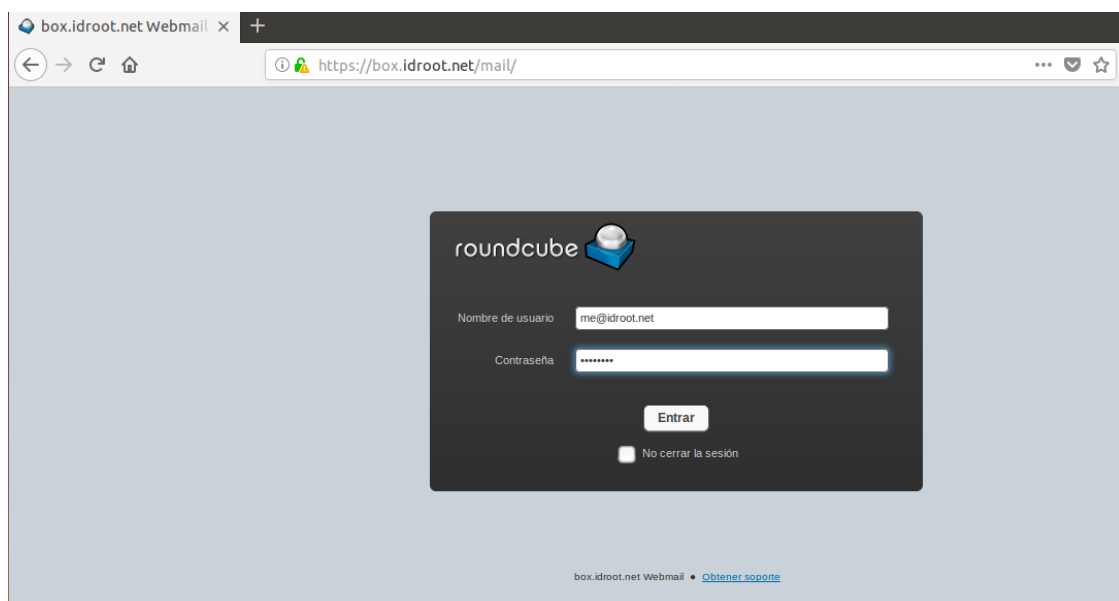 box.idroot.net Webmail
https://box.idroot.net/mail/
roundcube
Nombre de usuario me@idroot.net
Contraseña ••••••••
Entrar
No cerrar la sesión
box.idroot.net Webmail • Obtener soporte